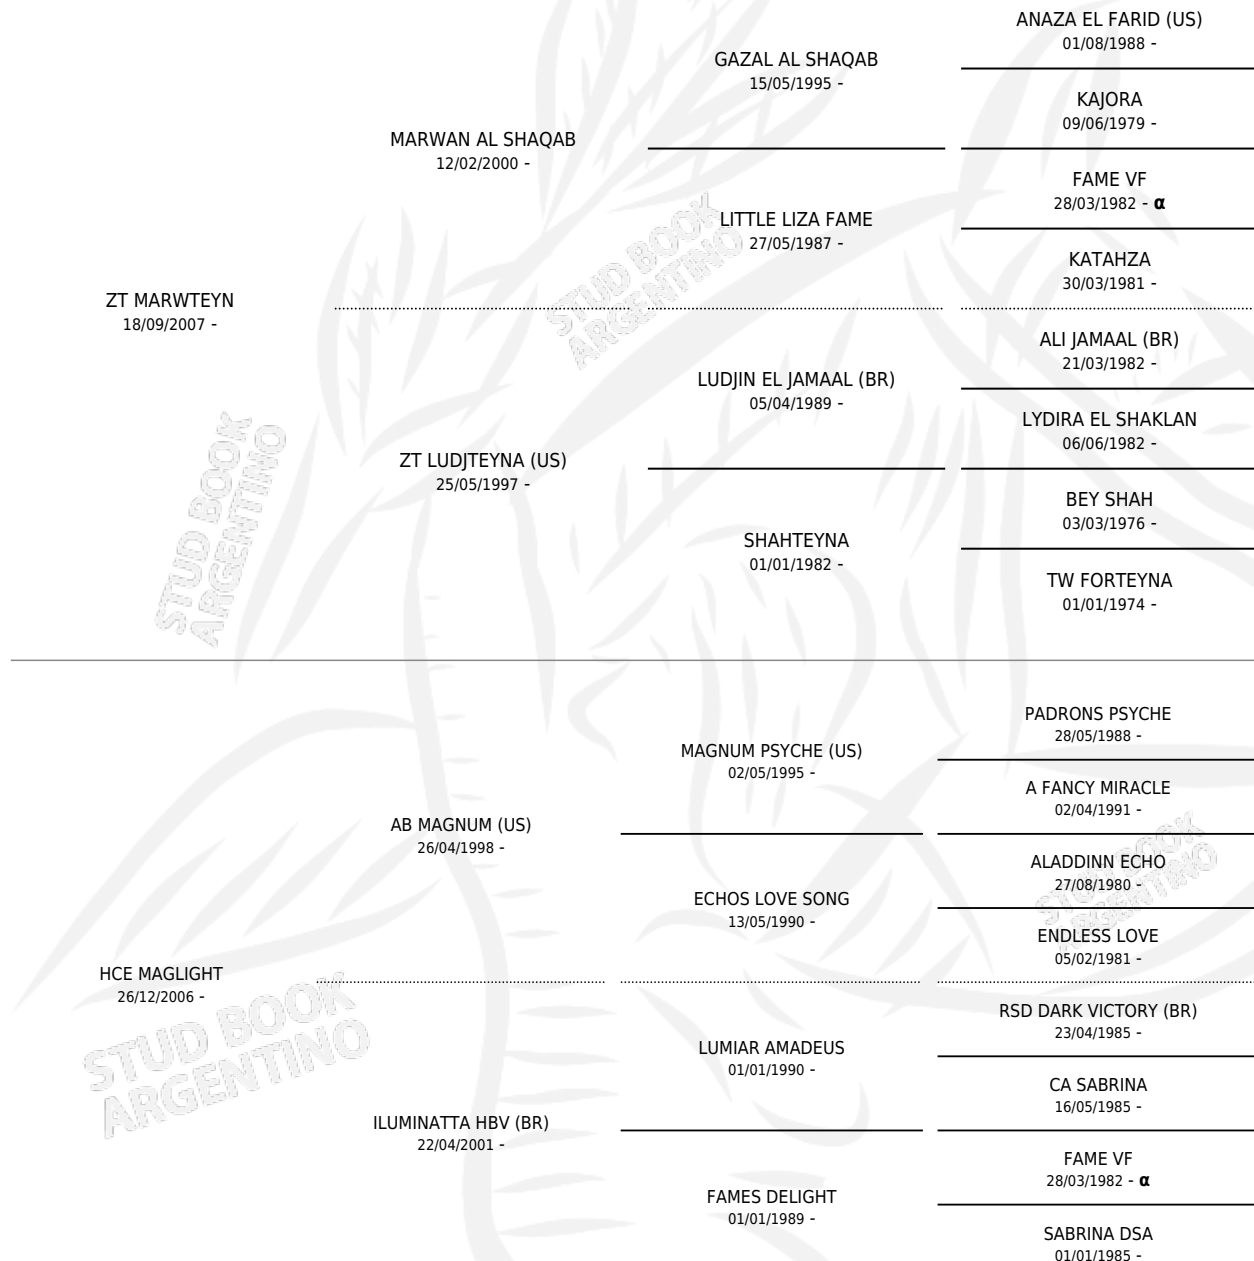 ANAZA EL FARID (US)
01/08/1988 -
GAZAL AL SHAQAB
15/05/1995 -
KAJORA
09/06/1979 -
MARWAN AL SHAQAB
12/02/2000 -
FAME VF
28/03/1982 - α
LITTLE LIZA FAME
27/05/1987 -
KATAHZA
30/03/1981 -
ZT MARWTEYN
18/09/2007 -
ALI JAMAAL (BR)
21/03/1982 -
LUDJIN EL JAMAAL (BR)
05/04/1989 -
LYDIRA EL SHAKLAN
06/06/1982 -
ZT LUDJTEYNA (US)
25/05/1997 -
BEY SHAH
03/03/1976 -
SHAHTEYNA
01/01/1982 -
TW FORTEYNA
01/01/1974 -
PADRONS PSYCHE
28/05/1988 -
MAGNUM PSYCHE (US)
02/05/1995 -
A FANCY MIRACLE
02/04/1991 -
AB MAGNUM (US)
26/04/1998 -
ALADDINN ECHO
27/08/1980 -
ECHOS LOVE SONG
13/05/1990 -
ENDLESS LOVE
05/02/1981 -
HCE MAGLIGHT
26/12/2006 -
RSD DARK VICTORY (BR)
23/04/1985 -
LUMIAR AMADEUS
01/01/1990 -
CA SABRINA
16/05/1985 -
ILUMINATTA HBV (BR)
22/04/2001 -
FAME VF
28/03/1982 - α
FAMES DELIGHT
01/01/1989 -
SABRINA DSA
01/01/1985 -
STUD BOOK
ARGENTINO
STUD BOOK
ARGENTINO
STUD BOOK
ARGENTINO
STUD BOOK
ARGENTINO